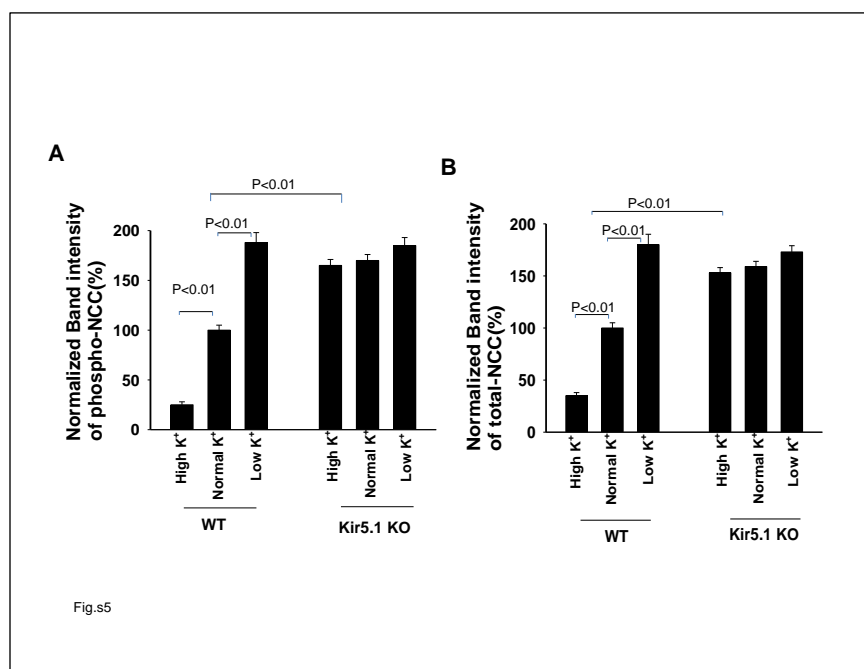 A
P<0.01
P<0.01
P<0.01
Normalized Band intensity
of phospho-NCC(%)
200
150
100
50
0
High K+
Normal K+
Low K+
High K+
Normal K+
Low K+
WT
Kir5.1 KO
B
P<0.01
P<0.01
P<0.01
Normalized Band intensity
of total-NCC(%)
200
150
100
50
0
High K+
Normal K+
Low K+
High K+
Normal K+
Low K+
WT
Kir5.1 KO
Fig.s5